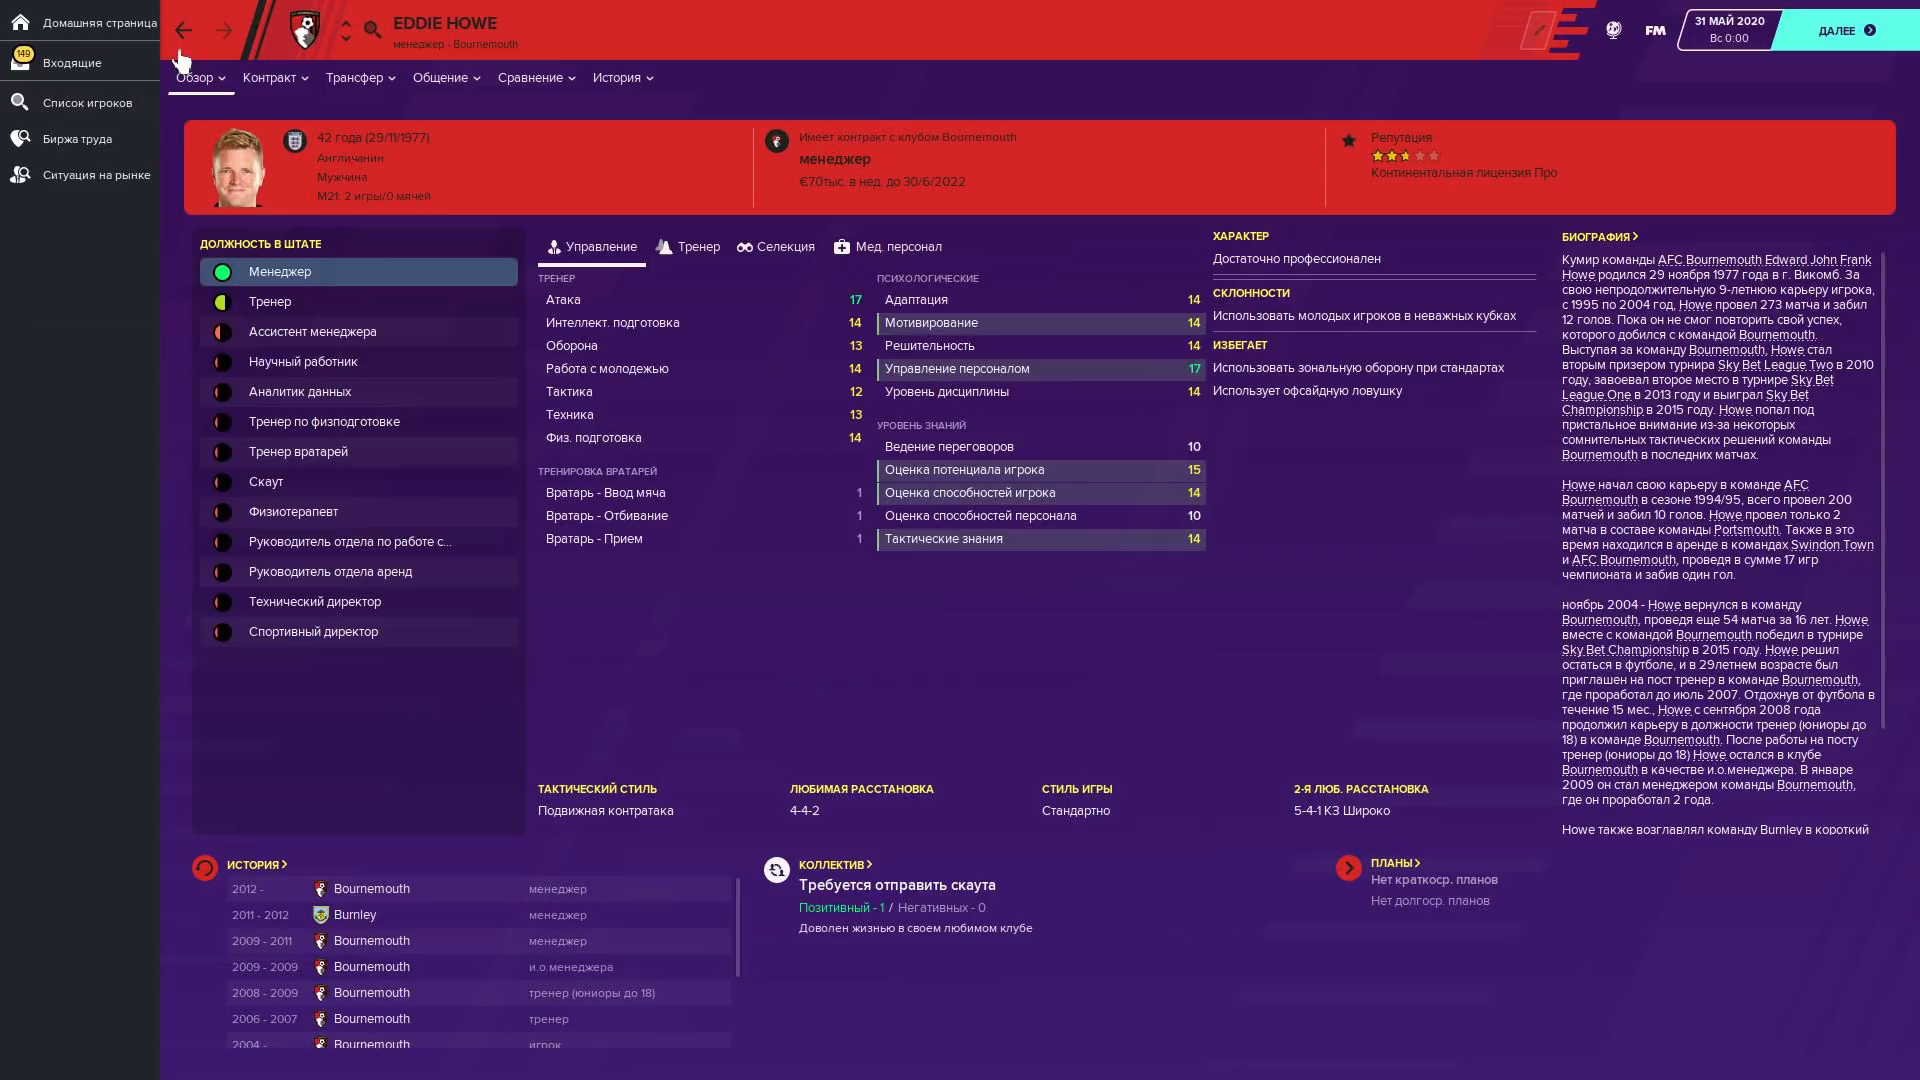 Домашняя страница
149
Входящие
Список игроков
Биржа труда
Ситуация на рынке
EDDIE HOWE
менеджер - Bournemouth
FM
31 МАЙ 2020
Вс 0:00
ДАЛЕЕ
Обзор
Контракт
Трансфер
Общение
Сравнение
История
42 года (29/11/1977)
Англичанин
Мужчина
М21: 2 игры/0 мячей
Имеет контракт с клубом Bournemouth
менеджер
€70тыс. в нед. до 30/6/2022
Репутация
Континентальная лицензия Про
ДОЛЖНОСТЬ В ШТАТЕ
Менеджер
Тренер
Ассистент менеджера
Научный работник
Аналитик данных
Тренер по физподготовке
Тренер вратарей
Скаут
Физиотерапевт
Руководитель отдела по работе с...
Руководитель отдела аренд
Технический директор
Спортивный директор
Управление
Тренер
Селекция
Мед. персонал
ТРЕНЕР
Атака 17
Интеллект. подготовка 14
Оборона 13
Работа с молодежью 14
Тактика 12
Техника 13
Физ. подготовка 14
ТРЕНИРОВКА ВРАТАРЕЙ
Вратарь - Ввод мяча 1
Вратарь - Отбивание 1
Вратарь - Прием 1
ПСИХОЛОГИЧЕСКИЕ
Адаптация 14
Мотивирование 14
Решительность 14
Управление персоналом 17
Уровень дисциплины 14
УРОВЕНЬ ЗНАНИЙ
Ведение переговоров 10
Оценка потенциала игрока 15
Оценка способностей игрока 14
Оценка способностей персонала 10
Тактические знания 14
ХАРАКТЕР
Достаточно профессионален
СКЛОННОСТИ
Использовать молодых игроков в неважных кубках
ИЗБЕГАЕТ
Использовать зональную оборону при стандартах
Использует офсайдную ловушку
БИОГРАФИЯ
Кумир команды AFC Bournemouth Edward John Frank
Howe родился 29 ноября 1977 года в г. Викомб. За
свою непродолжительную 9-летнюю карьеру игрока,
с 1995 по 2004 год, Howe провел 273 матча и забил
12 голов. Пока он не смог повторить свой успех,
которого добился с командой Bournemouth.
Выступая за команду Bournemouth, Howe стал
вторым призером турнира Sky Bet League Two в 2010
году, завоевал второе место в турнире Sky Bet
League One в 2013 году и выиграл Sky Bet
Championship в 2015 году. Howe попал под
пристальное внимание из-за некоторых
сомнительных тактических решений команды
Bournemouth в последних матчах.
Howe начал свою карьеру в команде AFC
Bournemouth в сезоне 1994/95, всего провел 200
матчей и забил 10 голов. Howe провел только 2
матча в составе команды Portsmouth. Также в это
время находился в аренде в командах Swindon Town
и AFC Bournemouth, проведя в сумме 17 игр
чемпионата и забив один гол.
ноябрь 2004 - Howe вернулся в команду
Bournemouth, проведя еще 54 матча за 16 лет. Howe
вместе с командой Bournemouth победил в турнире
Sky Bet Championship в 2015 году. Howe решил
остаться в футболе, и в 29летнем возрасте был
приглашен на пост тренер в команде Bournemouth,
где проработал до июль 2007. Отдохнув от футбола в
течение 15 мес., Howe с сентября 2008 года
продолжил карьеру в должности тренер (юниоры до
18) в команде Bournemouth. После работы на посту
тренер (юниоры до 18) Howe остался в клубе
Bournemouth в качестве и.о.менеджера. В январе
2009 он стал менеджером команды Bournemouth,
где он проработал 2 года.
Howe также возглавлял команду Burnley в короткий
ТАКТИЧЕСКИЙ СТИЛЬ
Подвижная контратака
ЛЮБИМАЯ РАССТАНОВКА
4-4-2
СТИЛЬ ИГРЫ
Стандартно
2-Я ЛЮБ. РАССТАНОВКА
5-4-1 КЗ Широко
ИСТОРИЯ
2012 - Bournemouth менеджер
2011 - 2012 Burnley менеджер
2009 - 2011 Bournemouth менеджер
2009 - 2009 Bournemouth и.о.менеджера
2008 - 2009 Bournemouth тренер (юниоры до 18)
2006 - 2007 Bournemouth тренер
2004 - Bournemouth игрок
КОЛЛЕКТИВ
Требуется отправить скаута
Позитивный - 1 / Негативных - 0
Доволен жизнью в своем любимом клубе
ПЛАНЫ
Нет краткоср. планов
Нет долгоср. планов